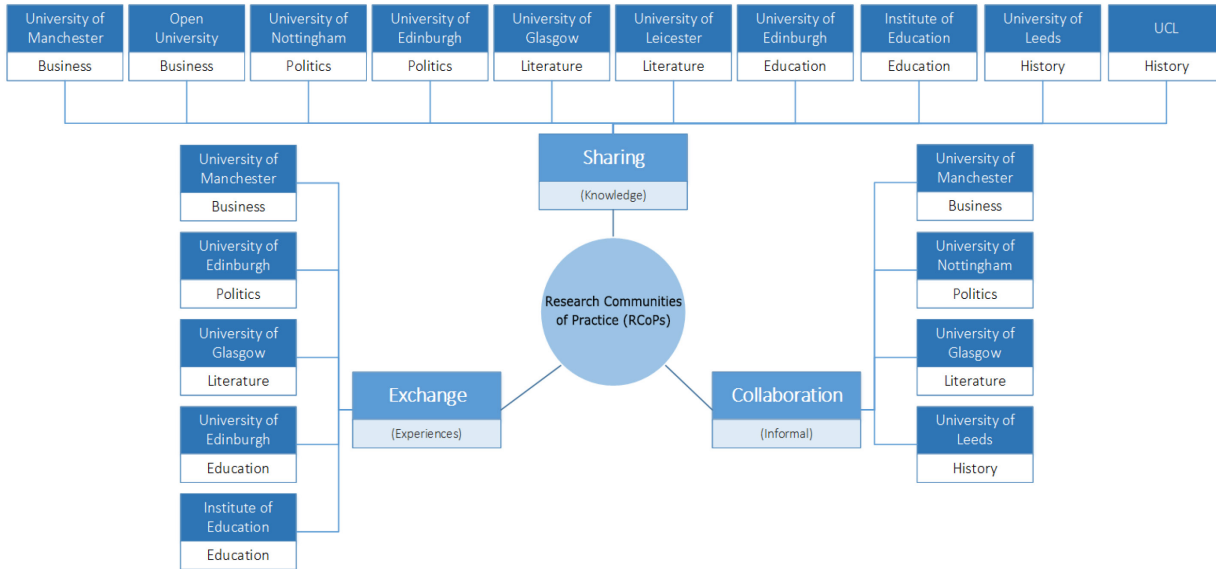 University of
Manchester
Business
Open
University
Business
University of
Nottingham
Politics
University of
Edinburgh
Politics
University of
Glasgow
Literature
University of
Leicester
Literature
University of
Edinburgh
Education
Institute of
Education
Education
University of
Leeds
History
UCL
History
Sharing
(Knowledge)
University of
Manchester
Business
University of
Edinburgh
Politics
University of
Glasgow
Literature
University of
Edinburgh
Education
Institute of
Education
Education
Exchange
(Experiences)
Research Communities
of Practice (RCoPs)
Collaboration
(Informal)
University of
Manchester
Business
University of
Nottingham
Politics
University of
Glasgow
Literature
University of
Leeds
History